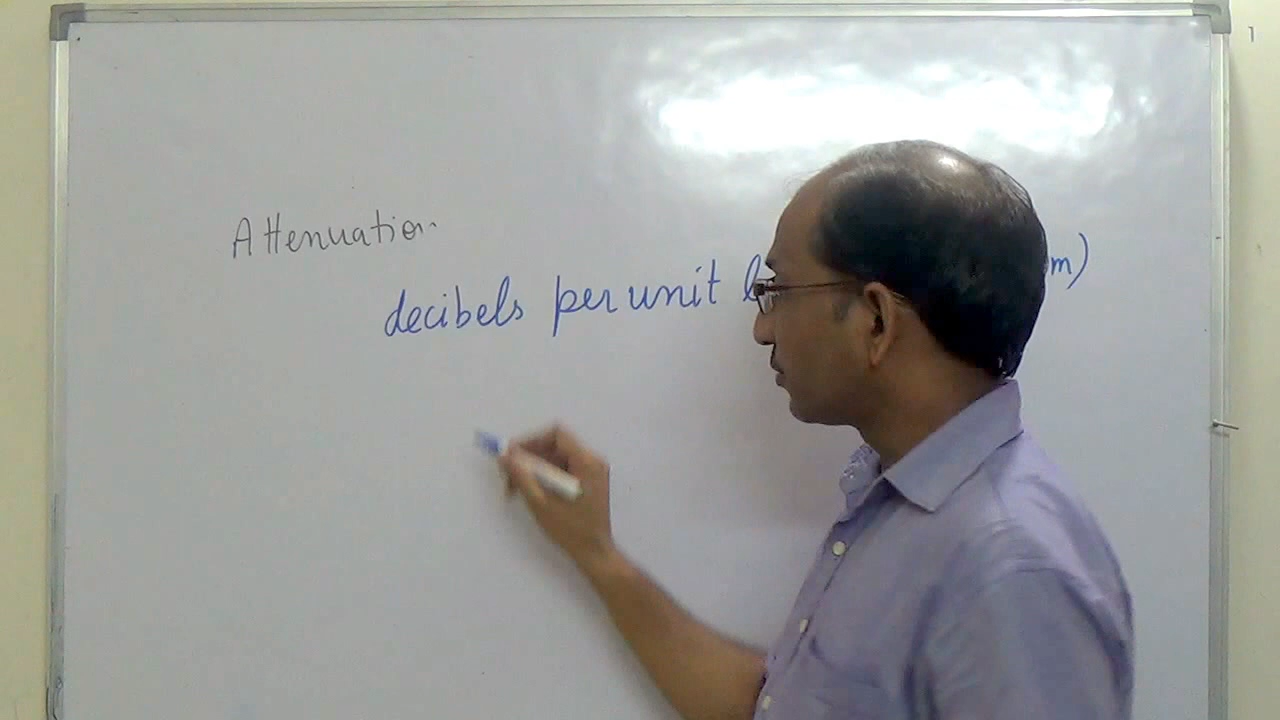 Attenuation
decibels per unit m)